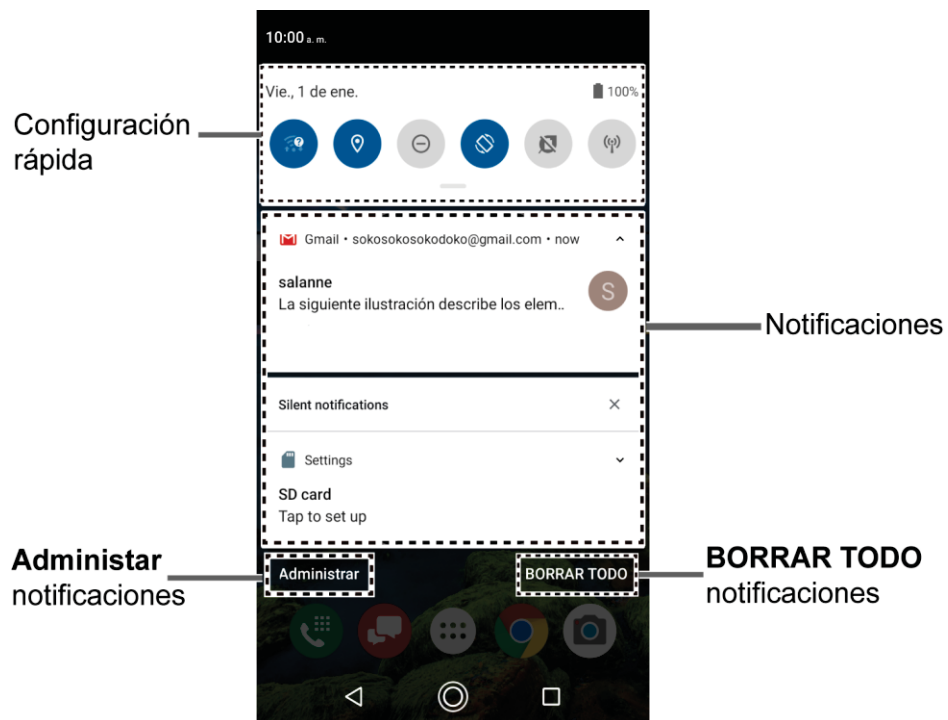 10:00 a. m.
Vie., 1 de ene.
100%
Configuración
rápida
Gmail • sokosokosokodoko@gmail.com • now
salanne
S
La siguiente ilustración describe los elem..
Notificaciones
Silent notifications
Settings
SD card
Tap to set up
Administar
notificaciones
Administrar
BORRAR TODO
BORRAR TODO
notificaciones